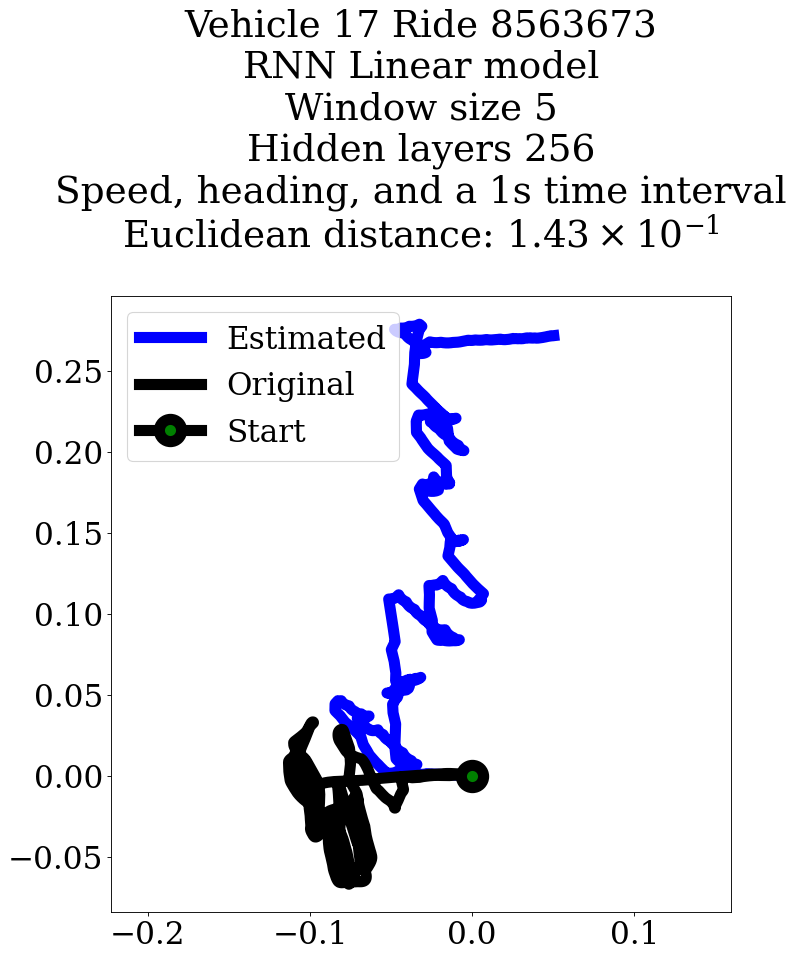 Vehicle 17 Ride 8563673
RNN Linear model
Window size 5
Hidden layers 256
Speed, heading, and a 1s time interval
Euclidean distance: 1.43 × 10⁻¹
Estimated
Original
Start
0.25
0.20
0.15
0.10
0.05
0.00
−0.05
−0.2
−0.1
0.0
0.1